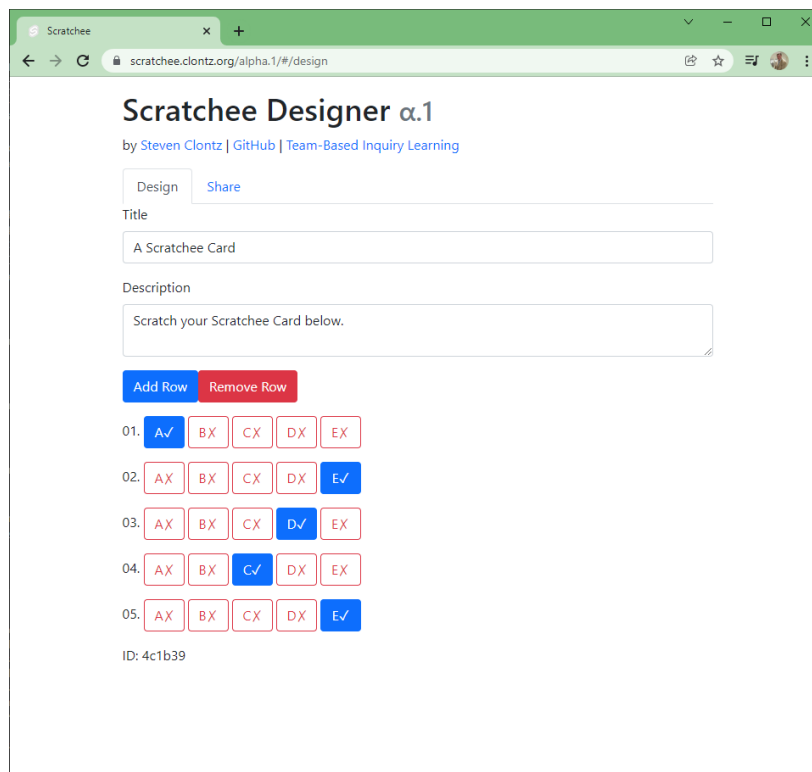 Scratchee
scratchee.clontz.org/alpha.1/#/design
Scratchee Designer α.1
by Steven Clontz | GitHub | Team-Based Inquiry Learning
Design Share
Title
A Scratchee Card
Description
Scratch your Scratchee Card below.
Add Row Remove Row
01. A✓ B✗ C✗ D✗ E✗
02. A✗ B✗ C✗ D✗ E✓
03. A✗ B✗ C✗ D✓ E✗
04. A✗ B✗ C✓ D✗ E✗
05. A✗ B✗ C✗ D✗ E✓
ID: 4c1b39